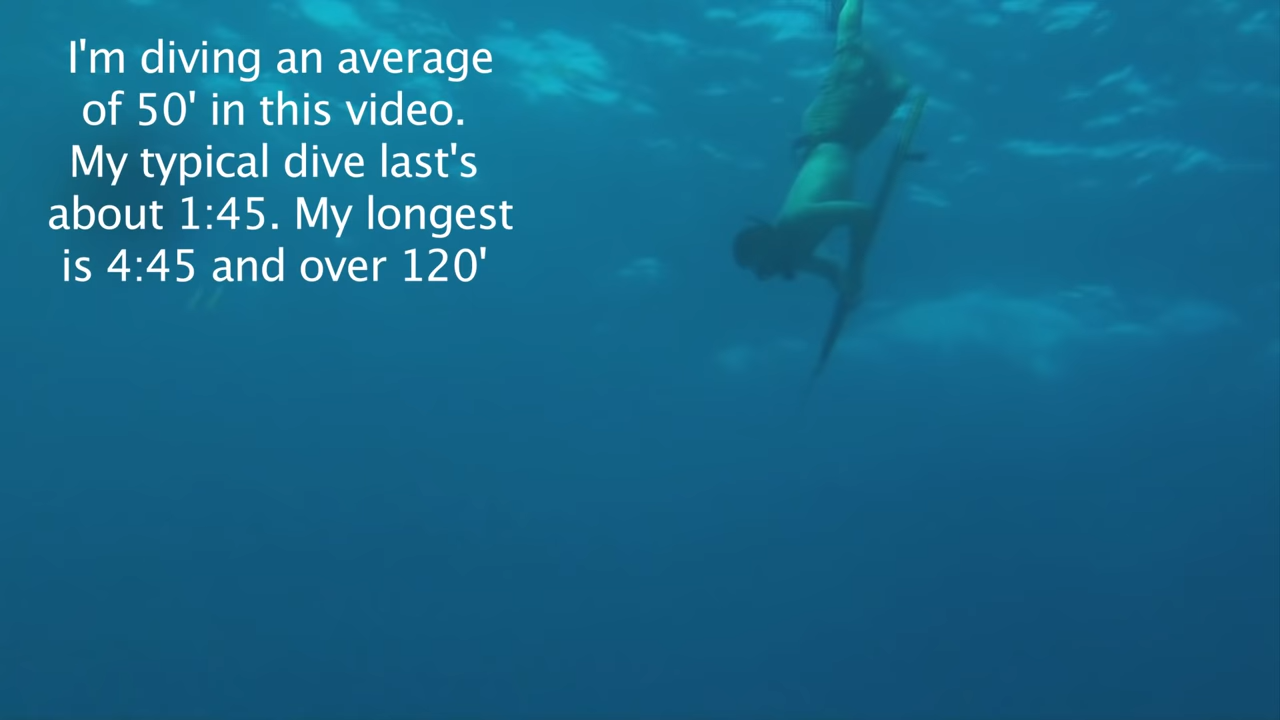 I'm diving an average
of 50' in this video.
My typical dive last's
about 1:45. My longest
is 4:45 and over 120'